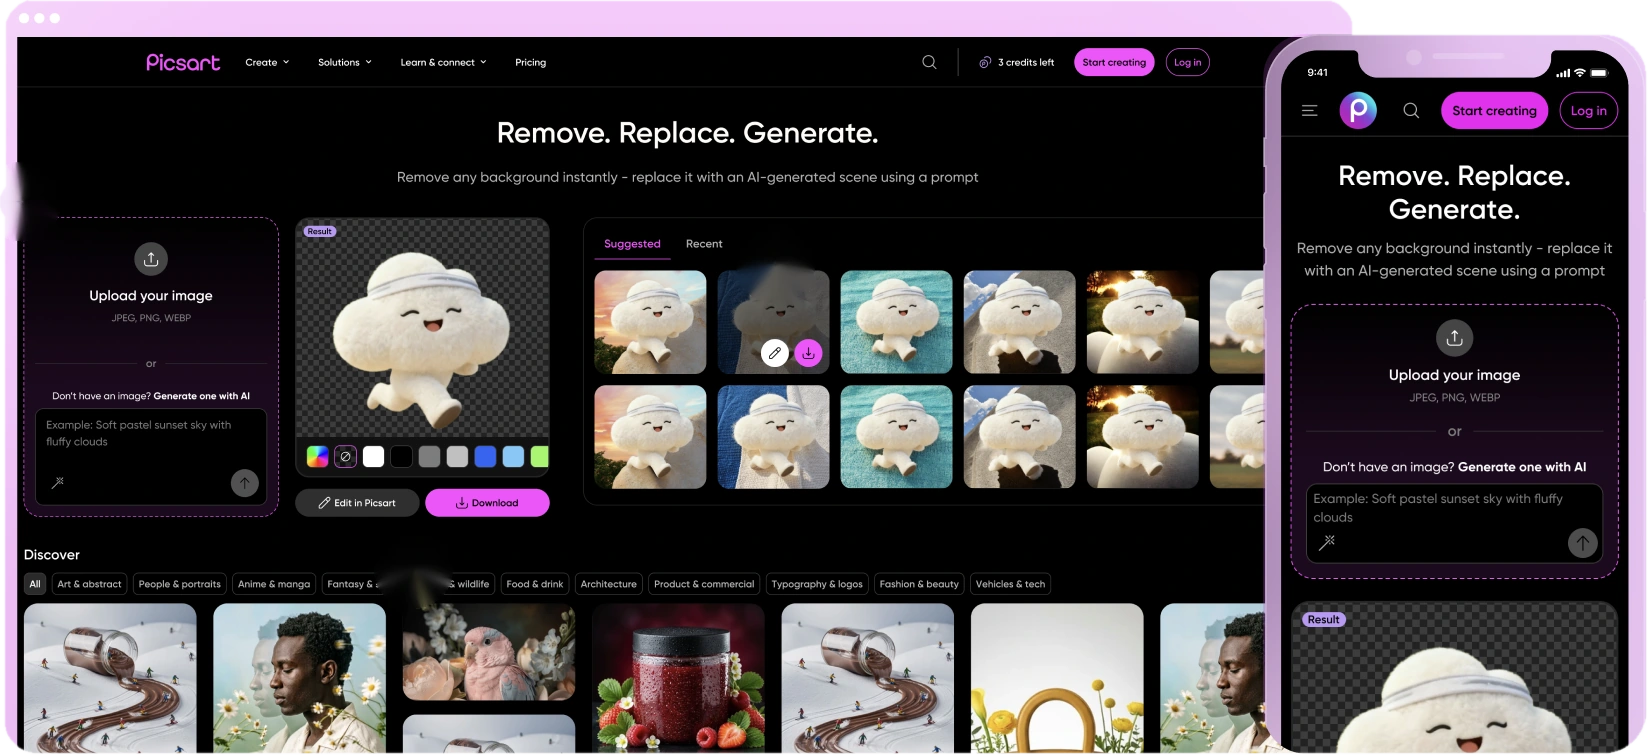 Picsart
Create
Solutions
Learn & connect
Pricing
3 credits left
Start creating
Log in
Remove. Replace. Generate.
Remove any background instantly - replace it with an AI-generated scene using a prompt
Upload your image
JPEG, PNG, WEBP
or
Don't have an image? Generate one with AI
Example: Soft pastel sunset sky with
fluffy clouds
Result
Edit in Picsart
Download
Suggested
Recent
Discover
All
Art & abstract
People & portraits
Anime & manga
Fantasy &
& wildlife
Food & drink
Architecture
Product & commercial
Typography & logos
Fashion & beauty
Vehicles & tech
9:41
P
Start creating
Log in
Remove. Replace.
Generate.
Remove any background instantly - replace it
with an AI-generated scene using a prompt
Upload your image
JPEG, PNG, WEBP
or
Don't have an image? Generate one with AI
Example: Soft pastel sunset sky with fluffy
clouds
Result